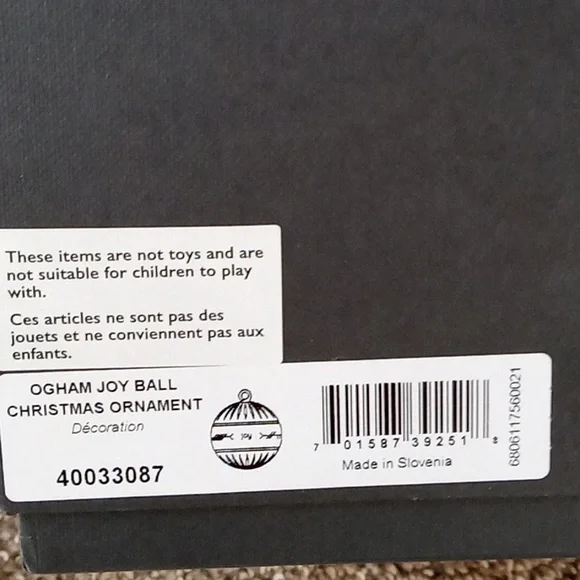 These items are not toys and are
not suitable for children to play
with.
Ces articles ne sont pas des
jouets et ne conviennent pas aux
enfants.
OGHAM JOY BALL
CHRISTMAS ORNAMENT
Décoration
40033087
JOY
7 01587 39251 8
Made in Slovenia
6806117560021